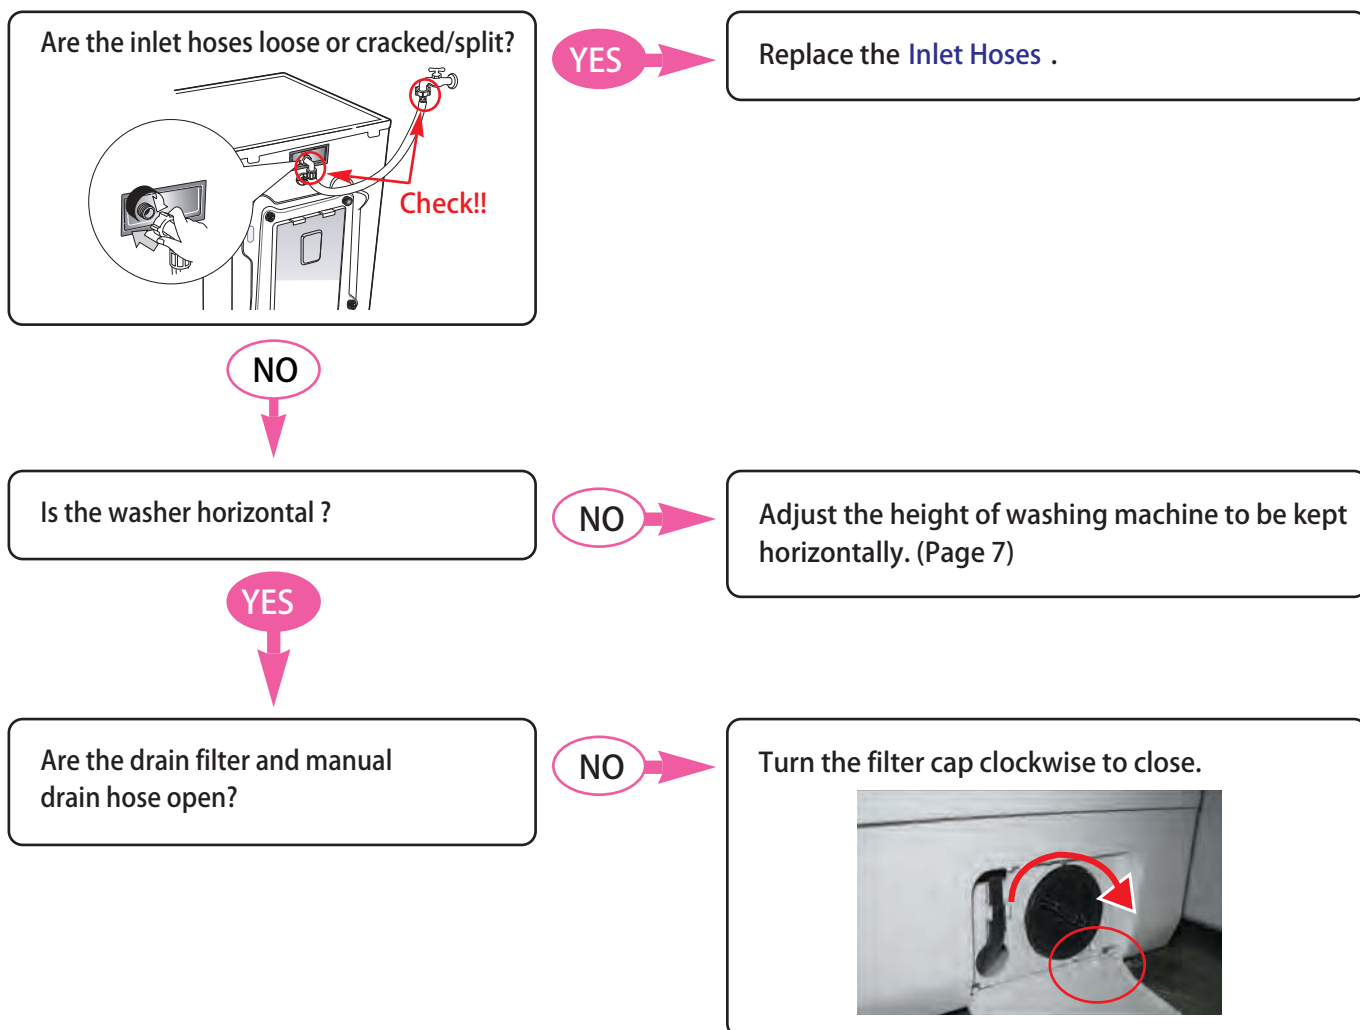 Are the inlet hoses loose or cracked/split?
Check!!
YES
Replace the Inlet Hoses .
NO
Is the washer horizontal ?
NO
Adjust the height of washing machine to be kept
horizontally. (Page 7)
YES
Are the drain filter and manual
drain hose open?
NO
Turn the filter cap clockwise to close.